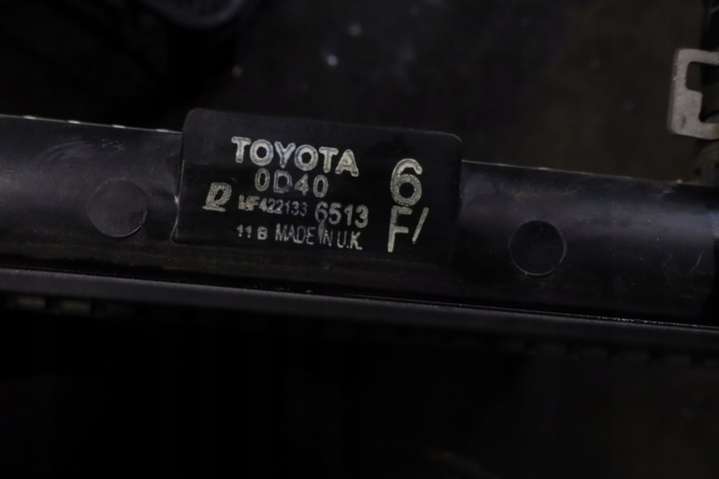 TOYOTA
0D40
MF422133 6513
11 B MADE IN U.K.
6
F/